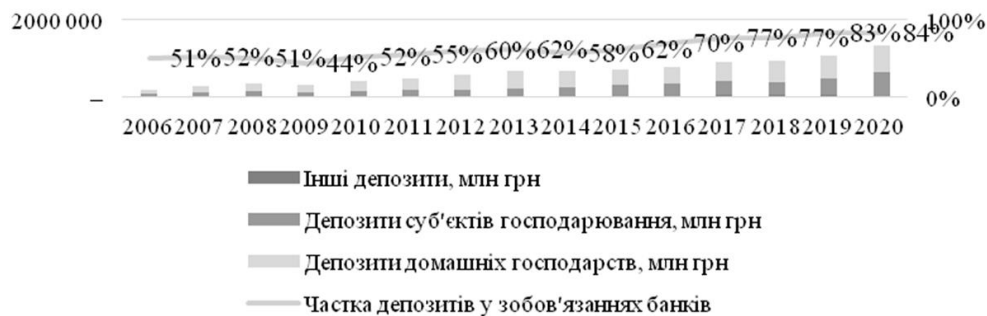 2000 000
100%
51% 52% 51% 44% 52% 55% 60% 62% 58% 62% 70% 77% 77% 83% 84%
–
0%
2006 2007 2008 2009 2010 2011 2012 2013 2014 2015 2016 2017 2018 2019 2020
Інші депозити, млн грн
Депозити суб'єктів господарювання, млн грн
Депозити домашніх господарств, млн грн
Частка депозитів у зобов'язаннях банків